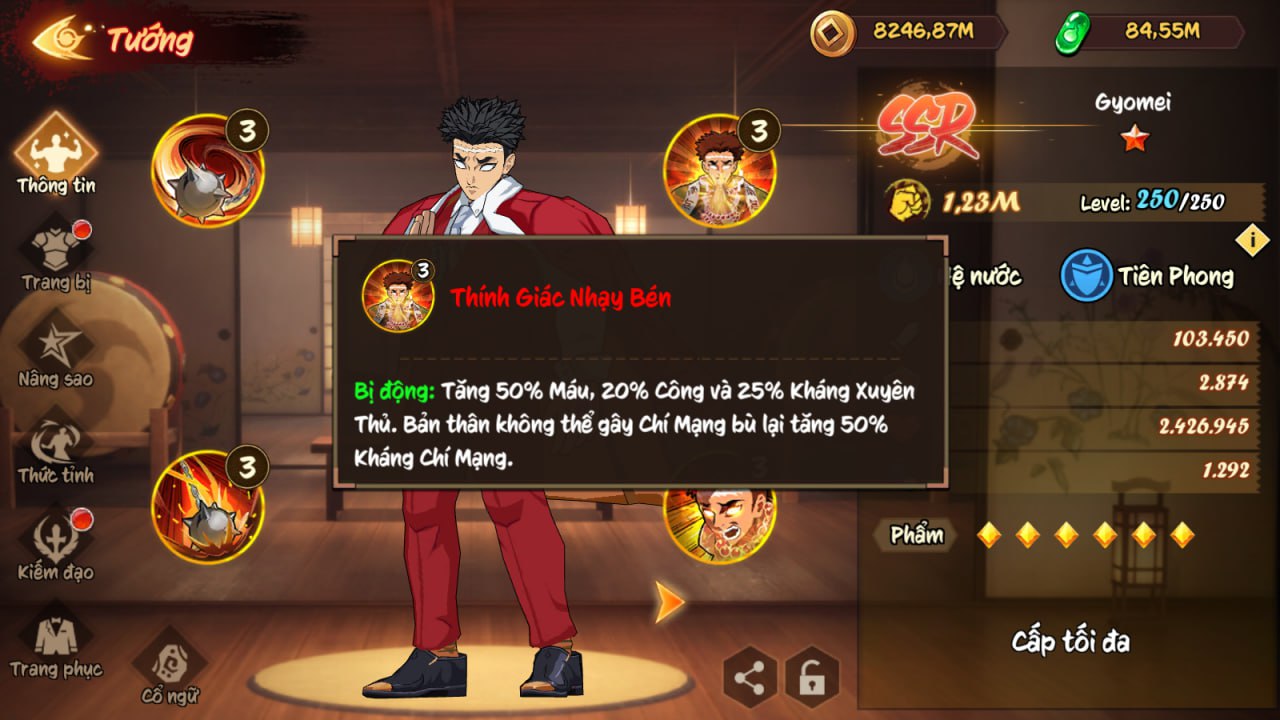 Tướng
8246,87M
84,55M
SSR
Gyomei
1,23M
Level: 250/250
i
ệ nước
Tiên Phong
103.450
2.874
2.426.945
1.292
Phẩm
Cấp tối đa
Thông tin
Trang bị
Nâng sao
Thức tỉnh
Kiếm đạo
Trang phục
Cổ ngữ
3
3
3
3
3
Thính Giác Nhạy Bén
Bị động: Tăng 50% Máu, 20% Công và 25% Kháng Xuyên
Thủ. Bản thân không thể gây Chí Mạng bù lại tăng 50%
Kháng Chí Mạng.